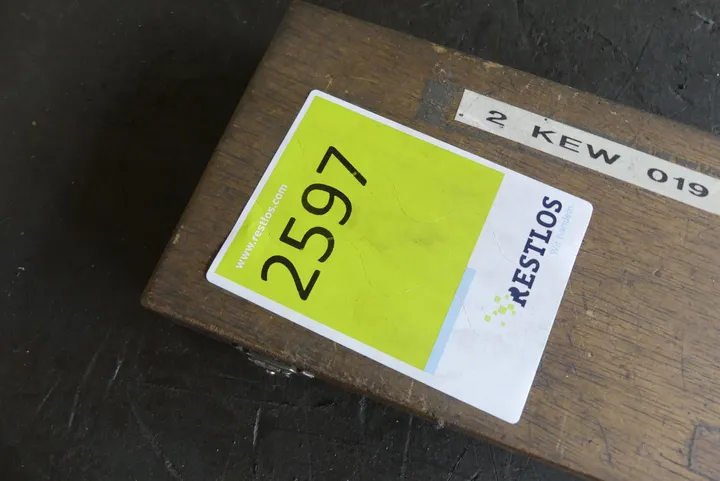 2 KEW 019
www.restlos.com
2597
RESTLOS